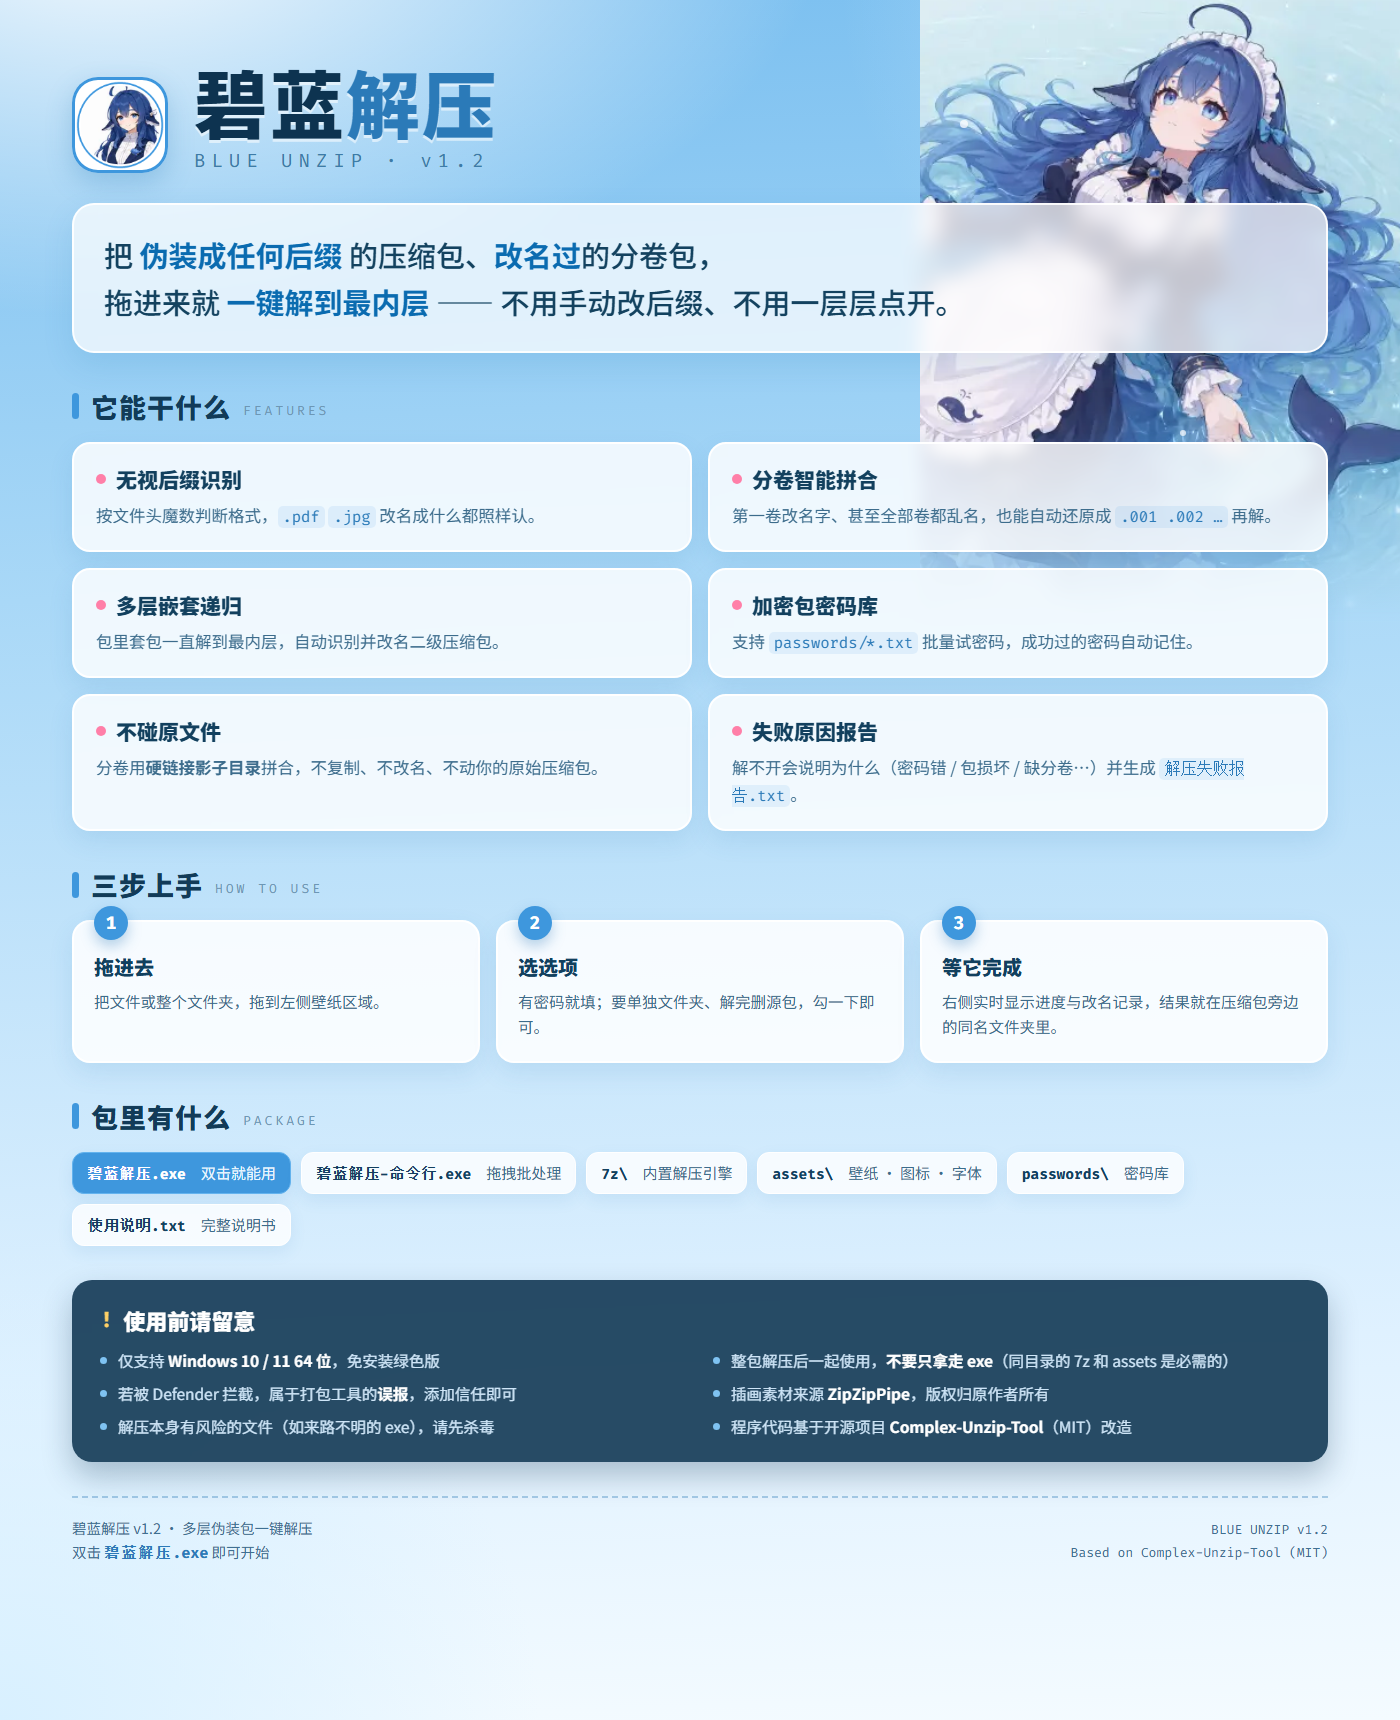 碧蓝解压
BLUE UNZIP · v1.2
把 伪装成任何后缀 的压缩包、改名过的分卷包，
拖进来就 一键解到最内层 —— 不用手动改后缀、不用一层层点开。
它能干什么 FEATURES
无视后缀识别
按文件头魔数判断格式，.pdf .jpg 改名成什么都照样认。
分卷智能拼合
第一卷改名字、甚至全部卷都乱名，也能自动还原成 .001 .002 … 再解。
多层嵌套递归
包里套包一直解到最内层，自动识别并改名二级压缩包。
加密包密码库
支持 passwords/*.txt 批量试密码，成功过的密码自动记住。
不碰原文件
分卷用硬链接影子目录拼合，不复制、不改名、不动你的原始压缩包。
失败原因报告
解不开会说明为什么（密码错 / 包损坏 / 缺分卷…）并生成 解压失败报
告.txt 。
三步上手 HOW TO USE
1
拖进去
把文件或整个文件夹，拖到左侧壁纸区域。
2
选选项
有密码就填；要单独文件夹、解完删源包，勾一下即
可。
3
等它完成
右侧实时显示进度与改名记录，结果就在压缩包旁边
的同名文件夹里。
包里有什么 PACKAGE
碧蓝解压.exe 双击就能用
碧蓝解压-命令行.exe 拖拽批处理
7z\ 内置解压引擎
assets\ 壁纸 · 图标 · 字体
passwords\ 密码库
使用说明.txt 完整说明书
! 使用前请留意
仅支持 Windows 10 / 11 64 位，免安装绿色版
整包解压后一起使用，不要只拿走 exe（同目录的 7z 和 assets 是必需的）
若被 Defender 拦截，属于打包工具的误报，添加信任即可
插画素材来源 ZipZipPipe，版权归原作者所有
解压本身有风险的文件（如来路不明的 exe），请先杀毒
程序代码基于开源项目 Complex-Unzip-Tool（MIT）改造
碧蓝解压 v1.2 · 多层伪装包一键解压
双击 碧蓝解压.exe 即可开始
BLUE UNZIP v1.2
Based on Complex-Unzip-Tool (MIT)